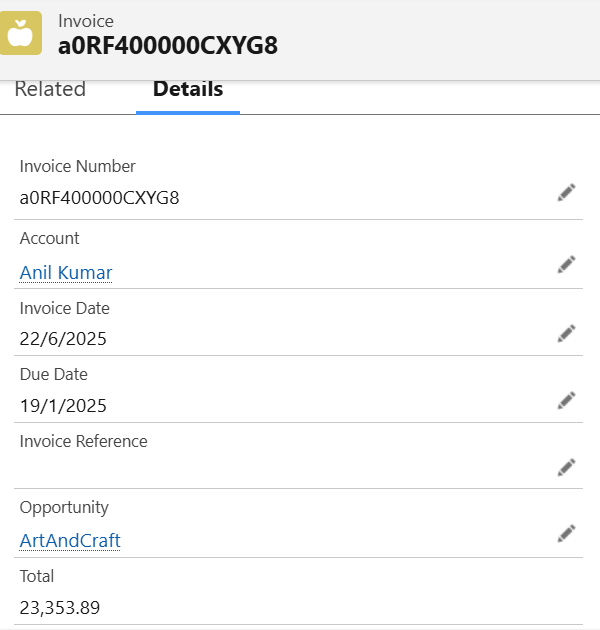 Invoice
a0RF400000CXYG8
Related Details
Invoice Number
a0RF400000CXYG8
Account
Anil Kumar
Invoice Date
22/6/2025
Due Date
19/1/2025
Invoice Reference
Opportunity
ArtAndCraft
Total
23,353.89